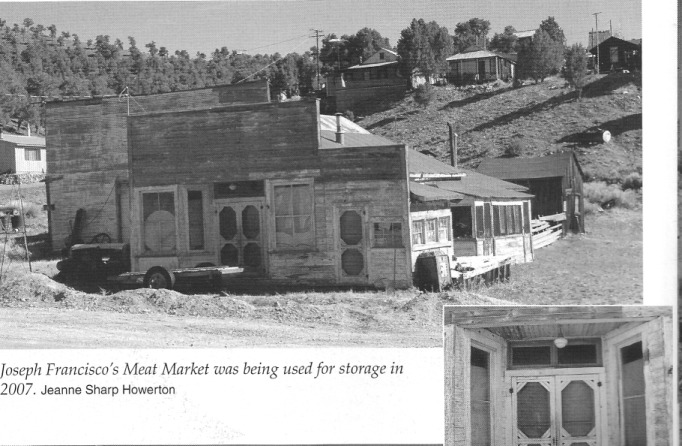 Joseph Francisco's Meat Market was being used for storage in
2007. Jeanne Sharp Howerton